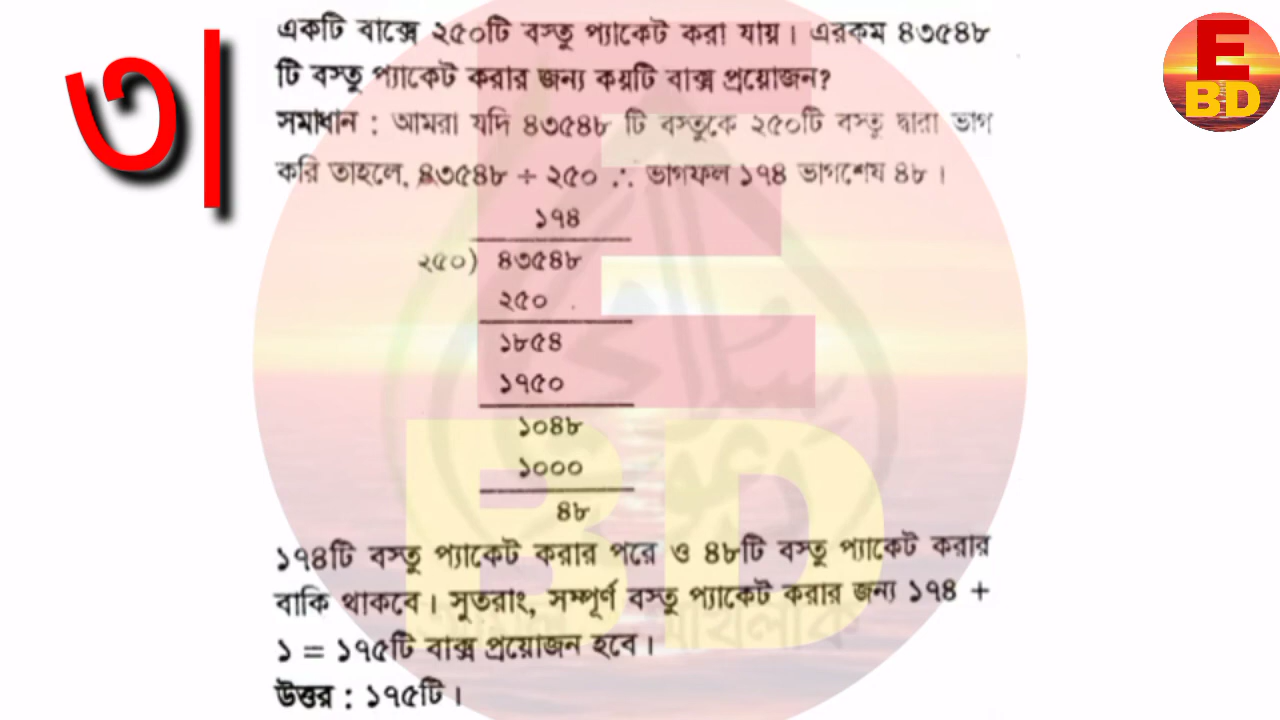 ৩|
E
BD
একটি বাক্সে ২৫০টি বস্তু প্যাকেট করা যায়। এরকম ৪৩৫৪৮
টি বস্তু প্যাকেট করার জন্য কয়টি বাক্স প্রয়োজন?
সমাধান : আমরা যদি ৪৩৫৪৮ টি বস্তুকে ২৫০টি বস্তু দ্বারা ভাগ
করি তাহলে, ৪৩৫৪৮ ÷ ২৫০ ∴ ভাগফল ১৭৪ ভাগশেষ ৪৮।
১৭৪
২৫০) ৪৩৫৪৮
২৫০
১৮৫৪
১৭৫০
১০৪৮
১০০০
৪৮
১৭৪টি বস্তু প্যাকেট করার পরে ও ৪৮টি বস্তু প্যাকেট করার
বাকি থাকবে। সুতরাং, সম্পূর্ণ বস্তু প্যাকেট করার জন্য ১৭৪ +
১ = ১৭৫টি বাক্স প্রয়োজন হবে।
উত্তর : ১৭৫টি।
E
BD